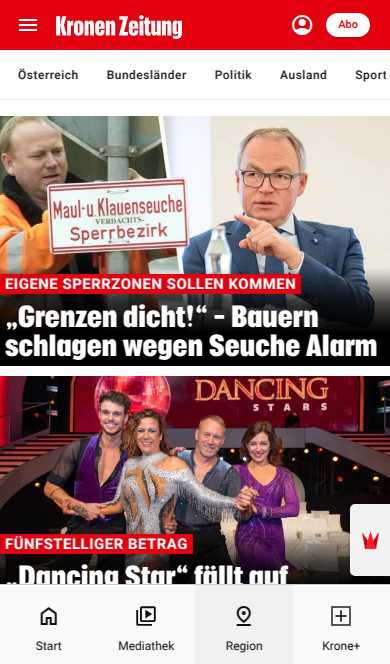 Kronen Zeitung
Abo
Österreich
Bundesländer
Politik
Ausland
Sport
Maul-u. Klauenseuche
VERDACHTS-
Sperrbezirk
EIGENE SPERRZONEN SOLLEN KOMMEN
„Grenzen dicht!“ – Bauern
schlagen wegen Seuche Alarm
DANCING
STARS
FÜNFSTELLIGER BETRAG
„Dancing Star“ fällt auf
Start
Mediathek
Region
Krone+